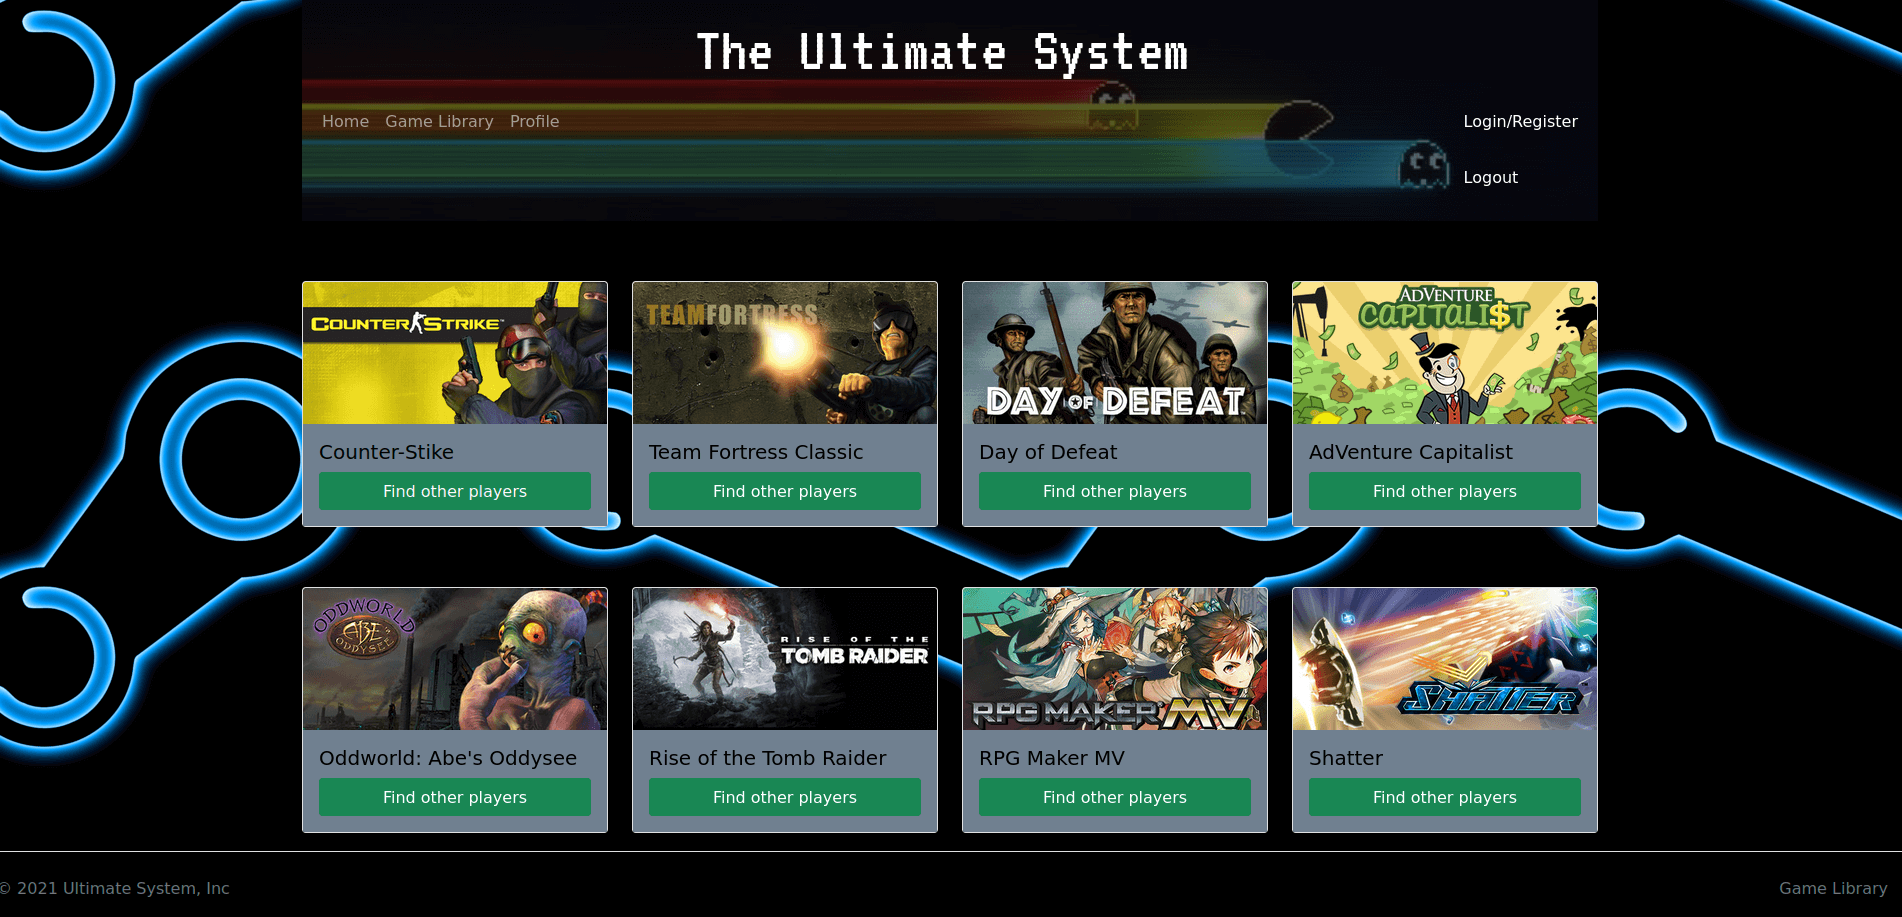 The Ultimate System
Home Game Library Profile Login/Register
Logout
COUNTER STRIKE
TEAM FORTRESS
DAY OF DEFEAT
ADVENTURE
CAPITALI$T
Counter-Stike
Team Fortress Classic
Day of Defeat
AdVenture Capitalist
Find other players
Find other players
Find other players
Find other players
ODDWORLD
ABE'S
ODDYSEE
RISE OF THE
TOMB RAIDER
RPG MAKER MV
SHATTER
Oddworld: Abe's Oddysee
Rise of the Tomb Raider
RPG Maker MV
Shatter
Find other players
Find other players
Find other players
Find other players
© 2021 Ultimate System, Inc
Game Library